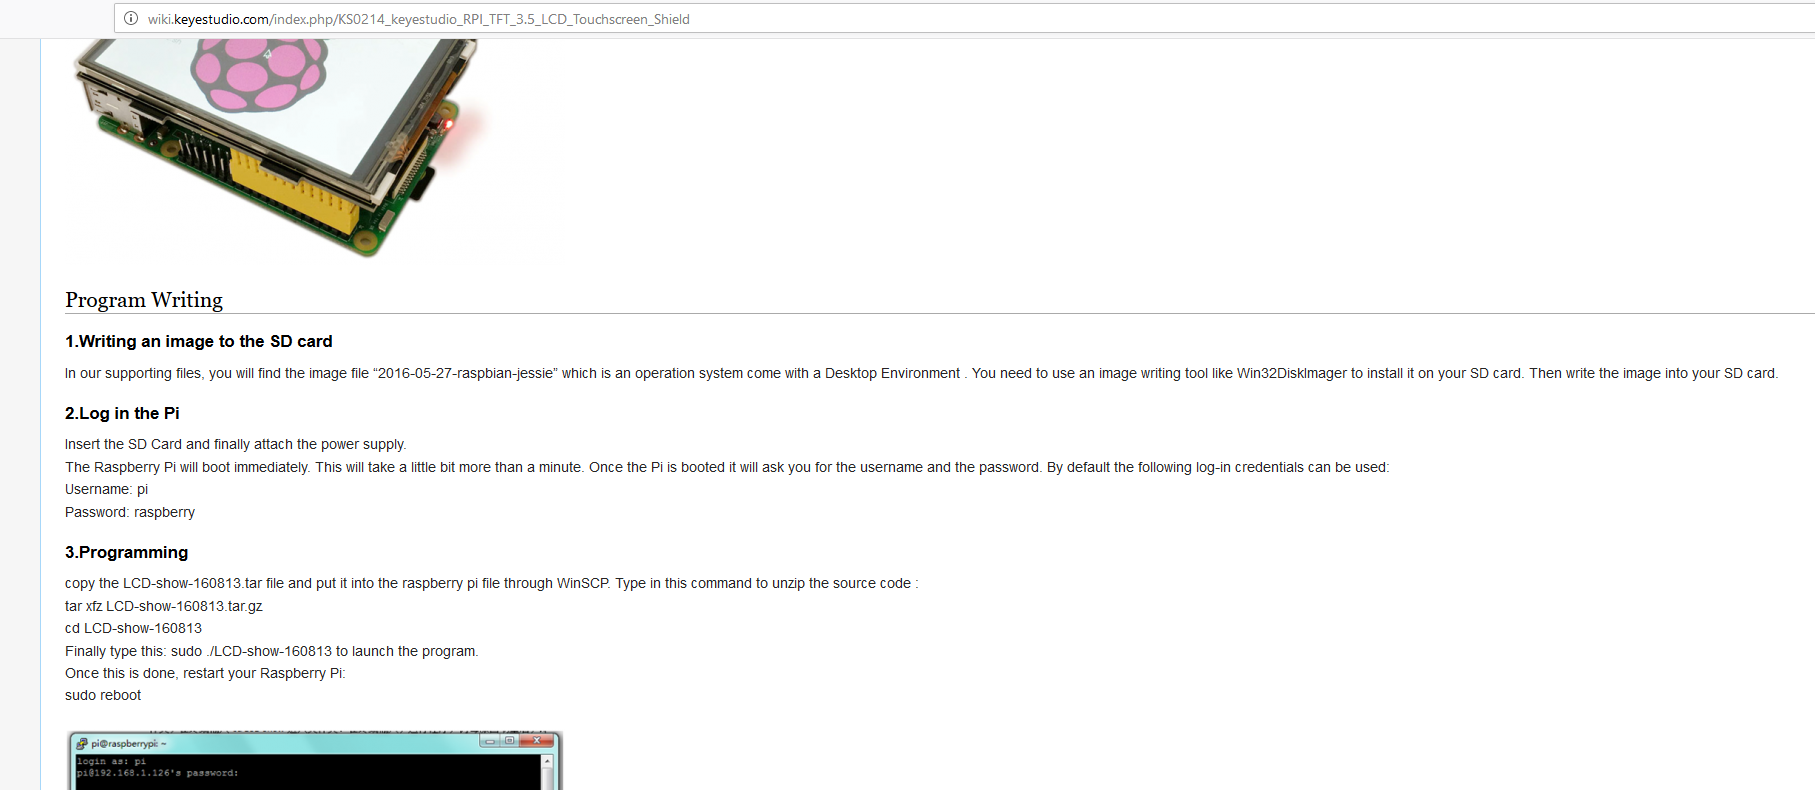 wiki.keyestudio.com/index.php/KS0214_keyestudio_RPI_TFT_3.5_LCD_Touchscreen_Shield
Program Writing
1.Writing an image to the SD card
In our supporting files, you will find the image file “2016-05-27-raspbian-jessie” which is an operation system come with a Desktop Environment . You need to use an image writing tool like Win32DiskImager to install it on your SD card. Then write the image into your SD card.
2.Log in the Pi
Insert the SD Card and finally attach the power supply.
The Raspberry Pi will boot immediately. This will take a little bit more than a minute. Once the Pi is booted it will ask you for the username and the password. By default the following log-in credentials can be used:
Username: pi
Password: raspberry
3.Programming
copy the LCD-show-160813.tar file and put it into the raspberry pi file through WinSCP. Type in this command to unzip the source code :
tar xfz LCD-show-160813.tar.gz
cd LCD-show-160813
Finally type this: sudo ./LCD-show-160813 to launch the program.
Once this is done, restart your Raspberry Pi:
sudo reboot
pi@raspberrypi: ~
login as: pi
pi@192.168.1.126's password: